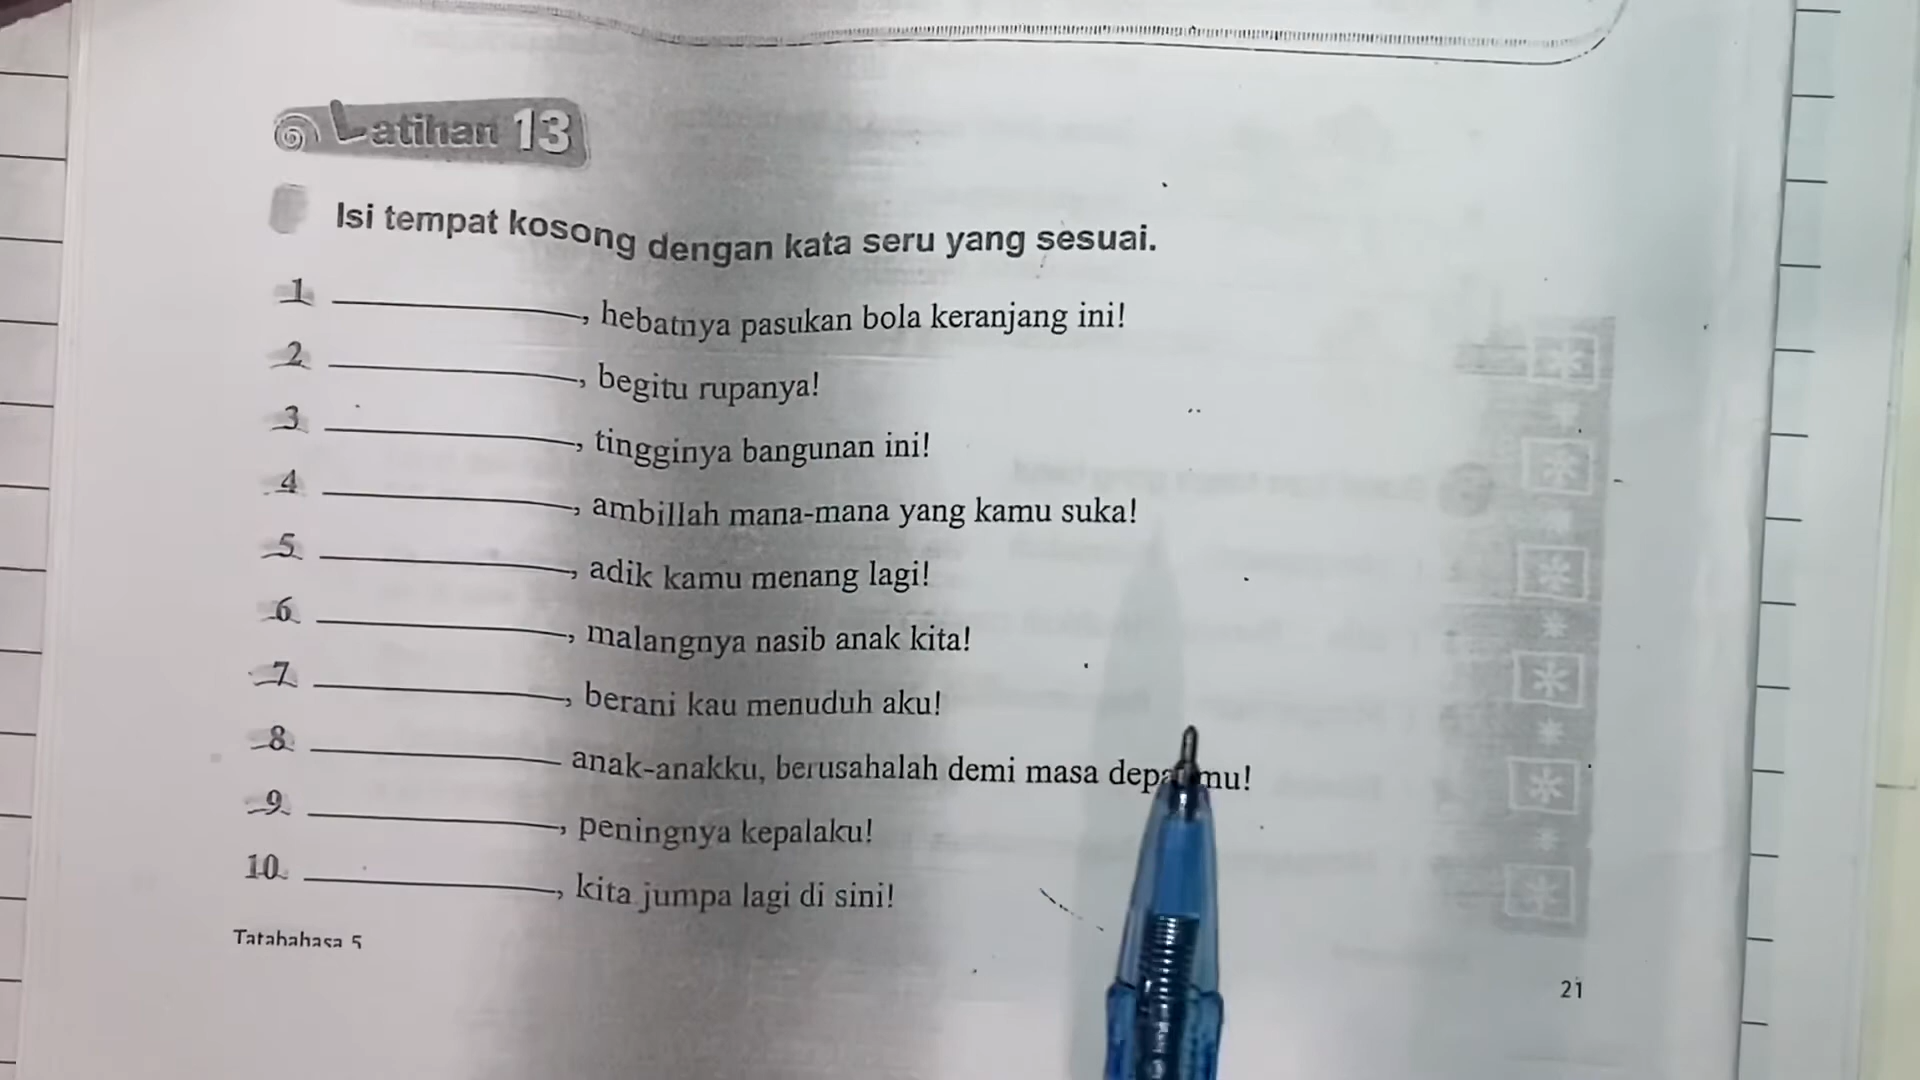 Latihan 13
Isi tempat kosong dengan kata seru yang sesuai.
1 ____________, hebatnya pasukan bola keranjang ini!
2 ____________, begitu rupanya!
3 ____________, tingginya bangunan ini!
4 ____________, ambillah mana-mana yang kamu suka!
5 ____________, adik kamu menang lagi!
6 ____________, malangnya nasib anak kita!
7 ____________, berani kau menuduh aku!
8 ____________ anak-anakku, berusahalah demi masa depanmu!
9 ____________, peningnya kepalaku!
10 ____________, kita jumpa lagi di sini!
Tatabahasa 5
21